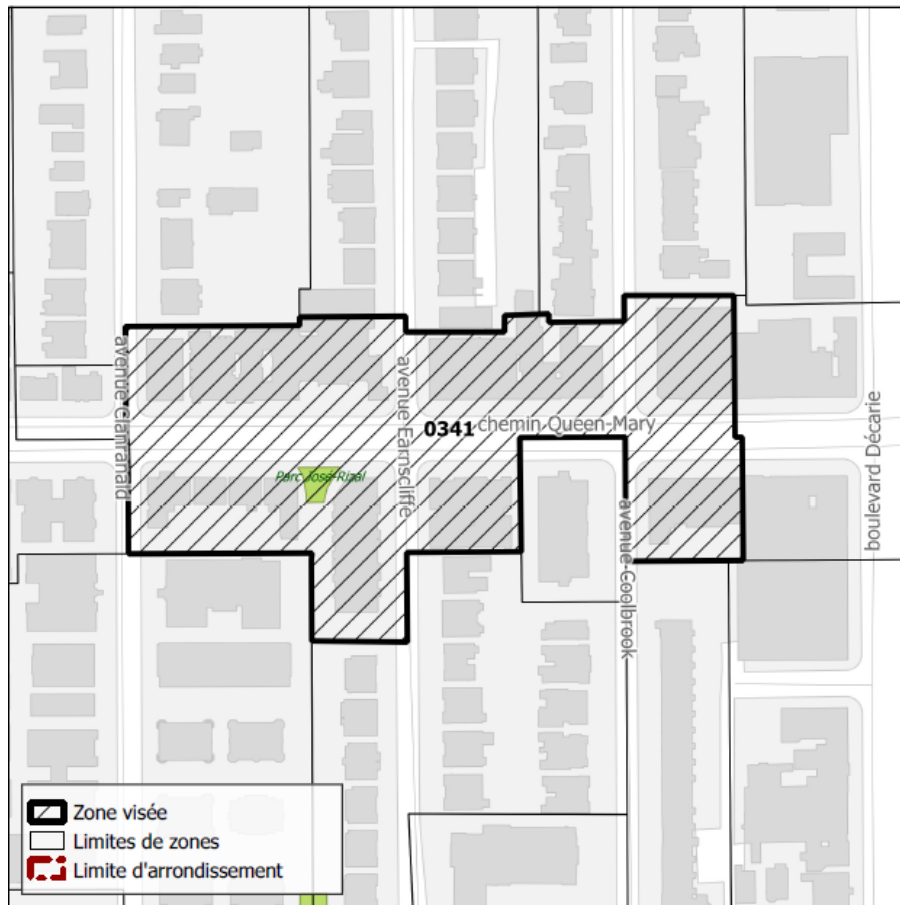 avenue Clanranald
avenue Earnscliffe
0341
chemin Queen-Mary
Parc José-Rizal
avenue Coolbrook
boulevard Décarie
Zone visée
Limites de zones
Limite d'arrondissement